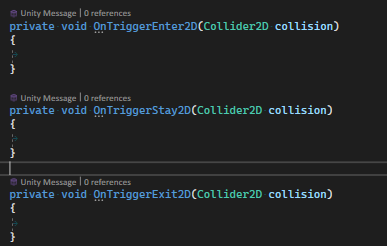 Unity Message | 0 references
private void OnTriggerEnter2D(Collider2D collision)
{
}
Unity Message | 0 references
private void OnTriggerStay2D(Collider2D collision)
{
}
Unity Message | 0 references
private void OnTriggerExit2D(Collider2D collision)
{
}